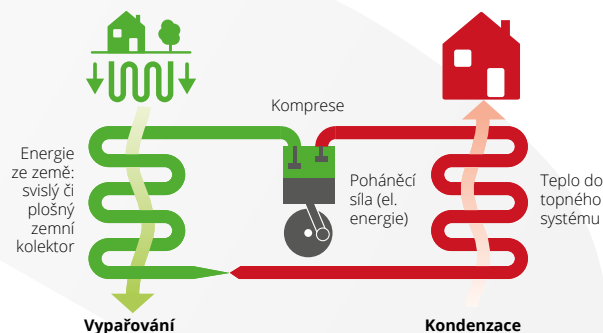 Komprese
Energie
ze země:
svislý či
plošný
zemní
kolektor
Poháněcí
síla (el.
energie)
Teplo do
topného
systému
Vypařování
Kondenzace